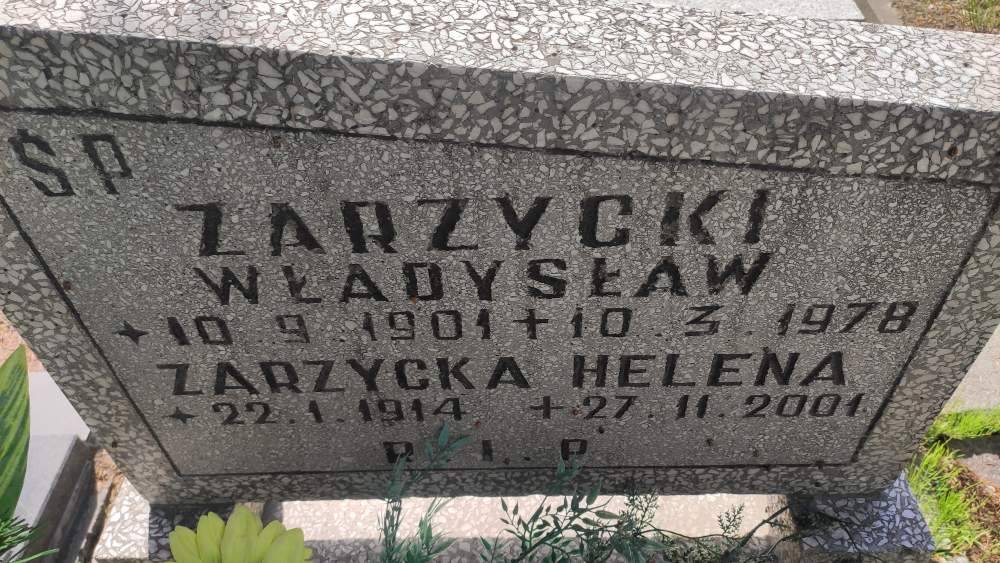 ŚP
ZARZYCKI
WŁADYSŁAW
10.9.1901 + 10.3.1978
ZARZYCKA HELENA
22.1.1914 + 27.11.2001
R.I.P